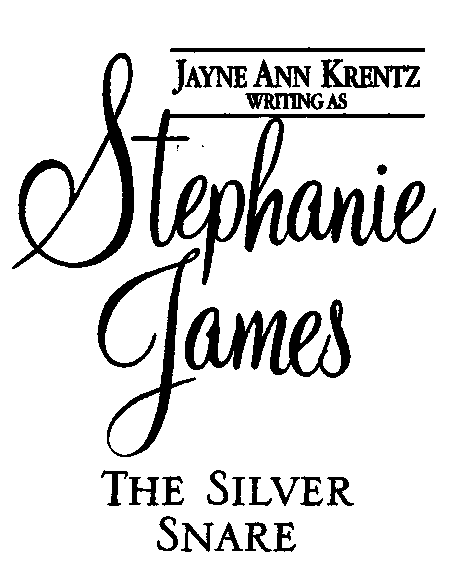 JAYNE ANN KRENTZ
WRITING AS
Stephanie
James
THE SILVER
SNARE